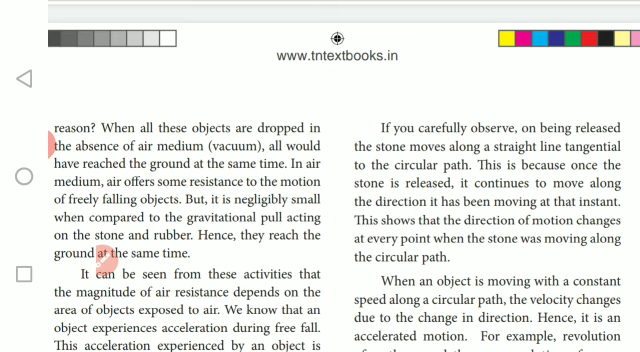 www.tntextbooks.in
reason? When all these objects are dropped in
the absence of air medium (vacuum), all would
have reached the ground at the same time. In air
medium, air offers some resistance to the motion
of freely falling objects. But, it is negligibly small
when compared to the gravitational pull acting
on the stone and rubber. Hence, they reach the
ground at the same time.
It can be seen from these activities that
the magnitude of air resistance depends on the
area of objects exposed to air. We know that an
object experiences acceleration during free fall.
This acceleration experienced by an object is
If you carefully observe, on being released
the stone moves along a straight line tangential
to the circular path. This is because once the
stone is released, it continues to move along
the direction it has been moving at that instant.
This shows that the direction of motion changes
at every point when the stone was moving along
the circular path.
When an object is moving with a constant
speed along a circular path, the velocity changes
due to the change in direction. Hence, it is an
accelerated motion. For example, revolution